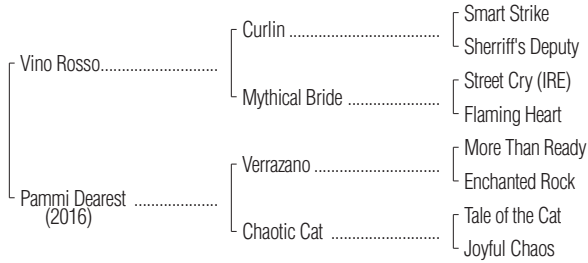 Vino Rosso
Pammi Dearest
(2016)
Curlin
Mythical Bride
Verrazano
Chaotic Cat
Smart Strike
Sherriff's Deputy
Street Cry (IRE)
Flaming Heart
More Than Ready
Enchanted Rock
Tale of the Cat
Joyful Chaos